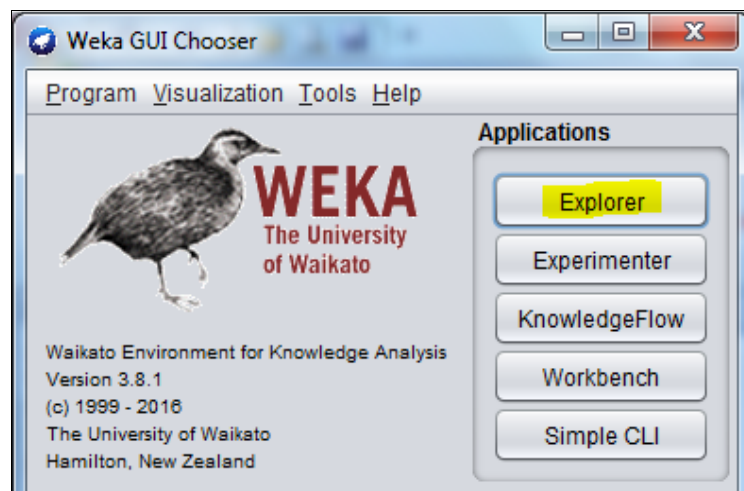 Weka GUI Chooser
Program Visualization Tools Help
WEKA
The University
of Waikato
Waikato Environment for Knowledge Analysis
Version 3.8.1
(c) 1999 - 2016
The University of Waikato
Hamilton, New Zealand
Applications
Explorer
Experimenter
KnowledgeFlow
Workbench
Simple CLI